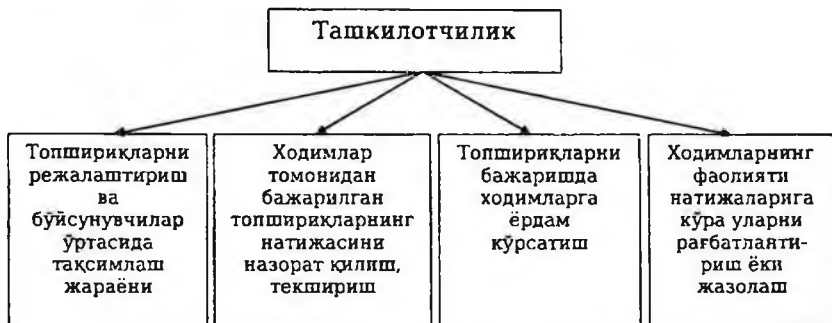 Ташкилотчилик
Топшириқларни
режалаштириш
ва
бўйсунувчилар
ўртасида
тақсимлаш
жараёни
Ходимлар
томонидан
бажарилган
топшириқларнинг
натижасини
назорат қилиш,
текшириш
Топшириқларни
бажаришда
ходимларга
ёрдам
кўрсатиш
Ходимларнинг
фаолияти
натижаларига
кўра уларни
рағбатлаяти-
риш ёки
жазолаш